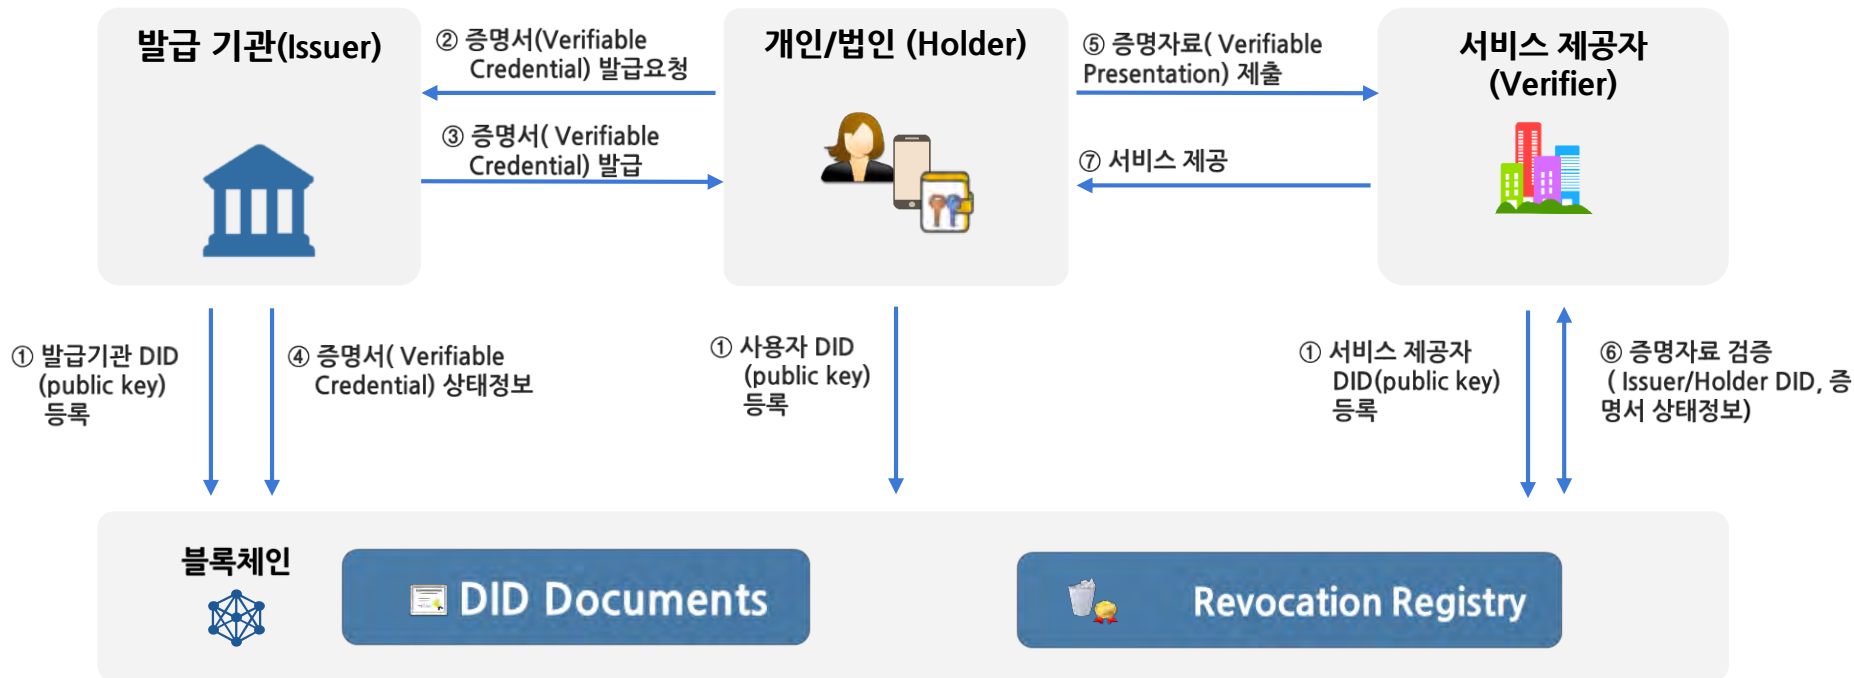 발급 기관(Issuer)
② 증명서(Verifiable
Credential) 발급요청
③ 증명서( Verifiable
Credential) 발급
개인/법인 (Holder)
⑤ 증명자료( Verifiable
Presentation) 제출
⑦ 서비스 제공
서비스 제공자
(Verifier)
① 발급기관 DID
(public key)
등록
④ 증명서( Verifiable
Credential) 상태정보
① 사용자 DID
(public key)
등록
① 서비스 제공자
DID(public key)
등록
⑥ 증명자료 검증
( Issuer/Holder DID, 증
명서 상태정보)
블록체인
DID Documents
Revocation Registry